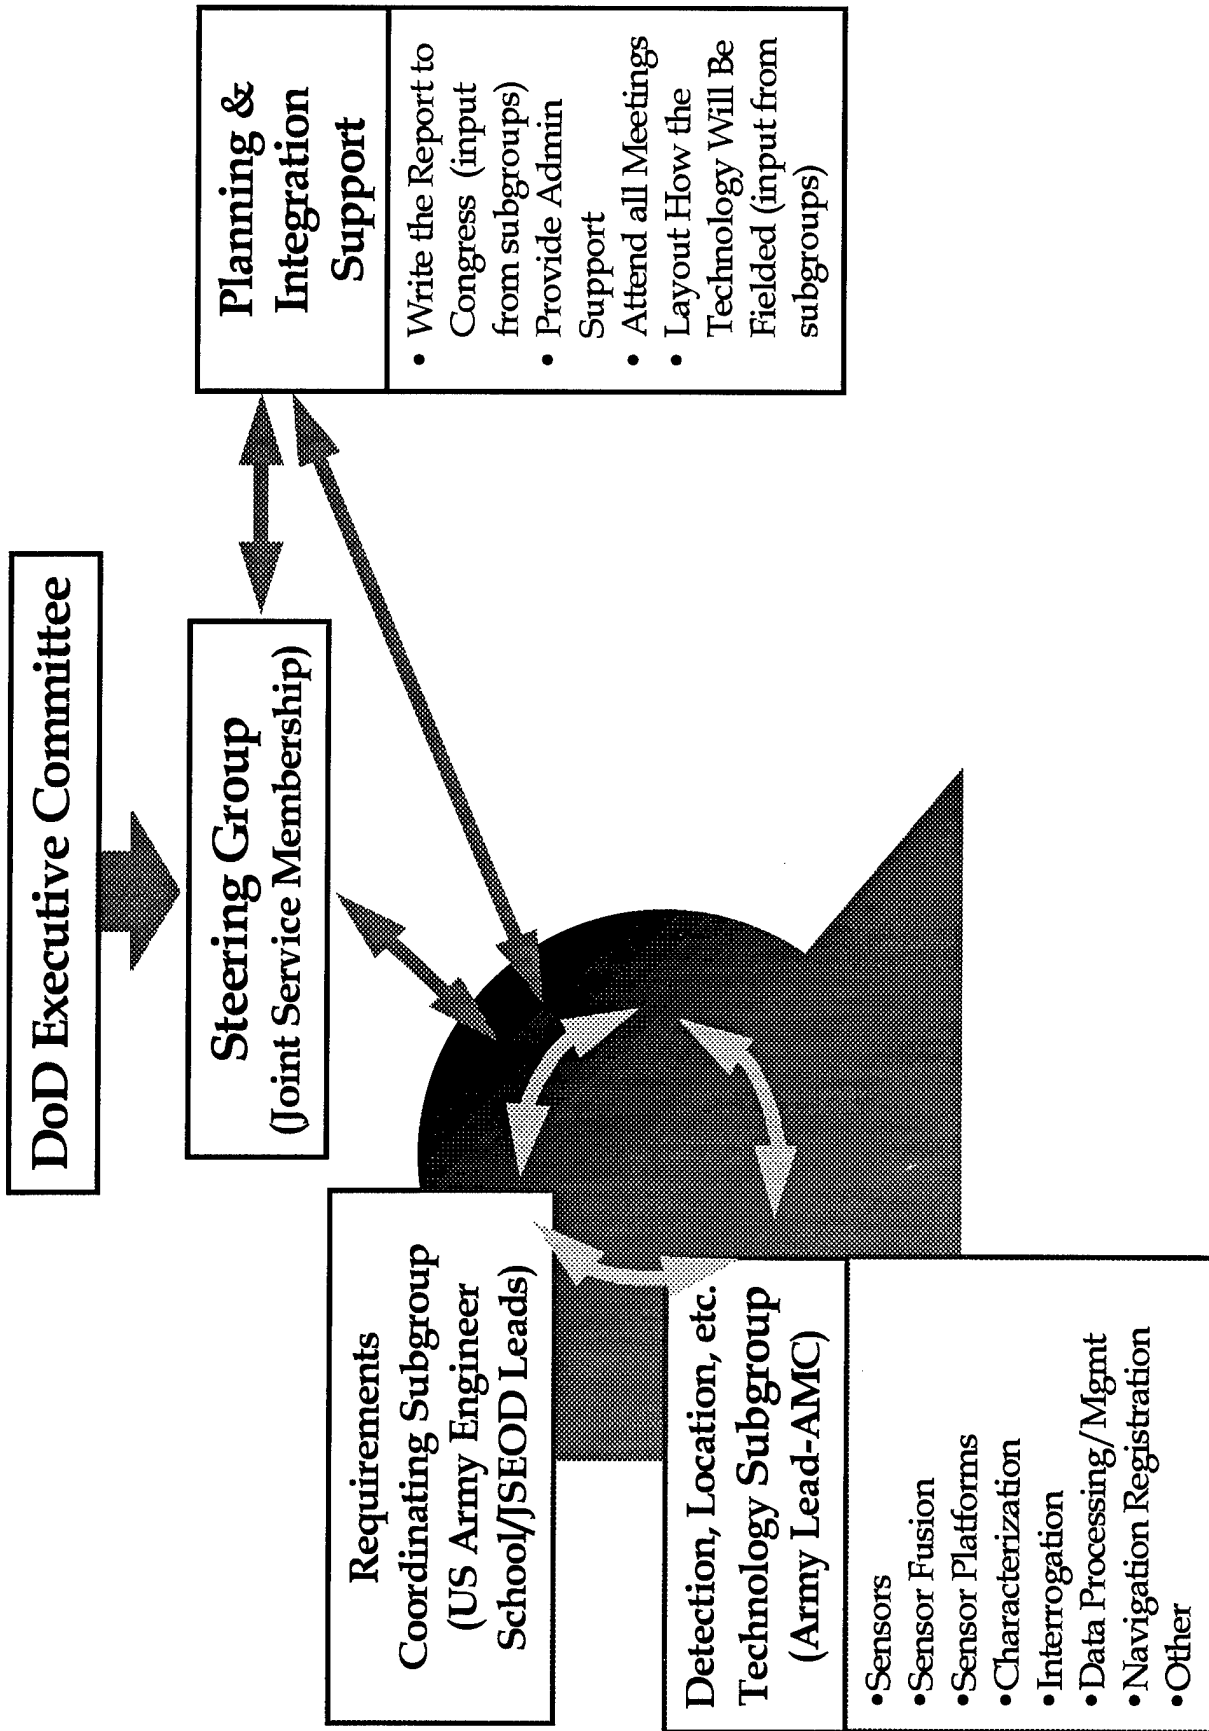 DoD Executive Committee
Steering Group
(Joint Service Membership)
Planning &
Integration
Support
• Write the Report to
Congress (input
from subgroups)
• Provide Admin
Support
• Attend all Meetings
• Layout How the
Technology Will Be
Fielded (input from
subgroups)
Requirements
Coordinating Subgroup
(US Army Engineer
School/JSEOD Leads)
Detection, Location, etc.
Technology Subgroup
(Army Lead-AMC)
•Sensors
•Sensor Fusion
•Sensor Platforms
•Characterization
•Interrogation
•Data Processing/Mgmt
•Navigation Registration
•Other